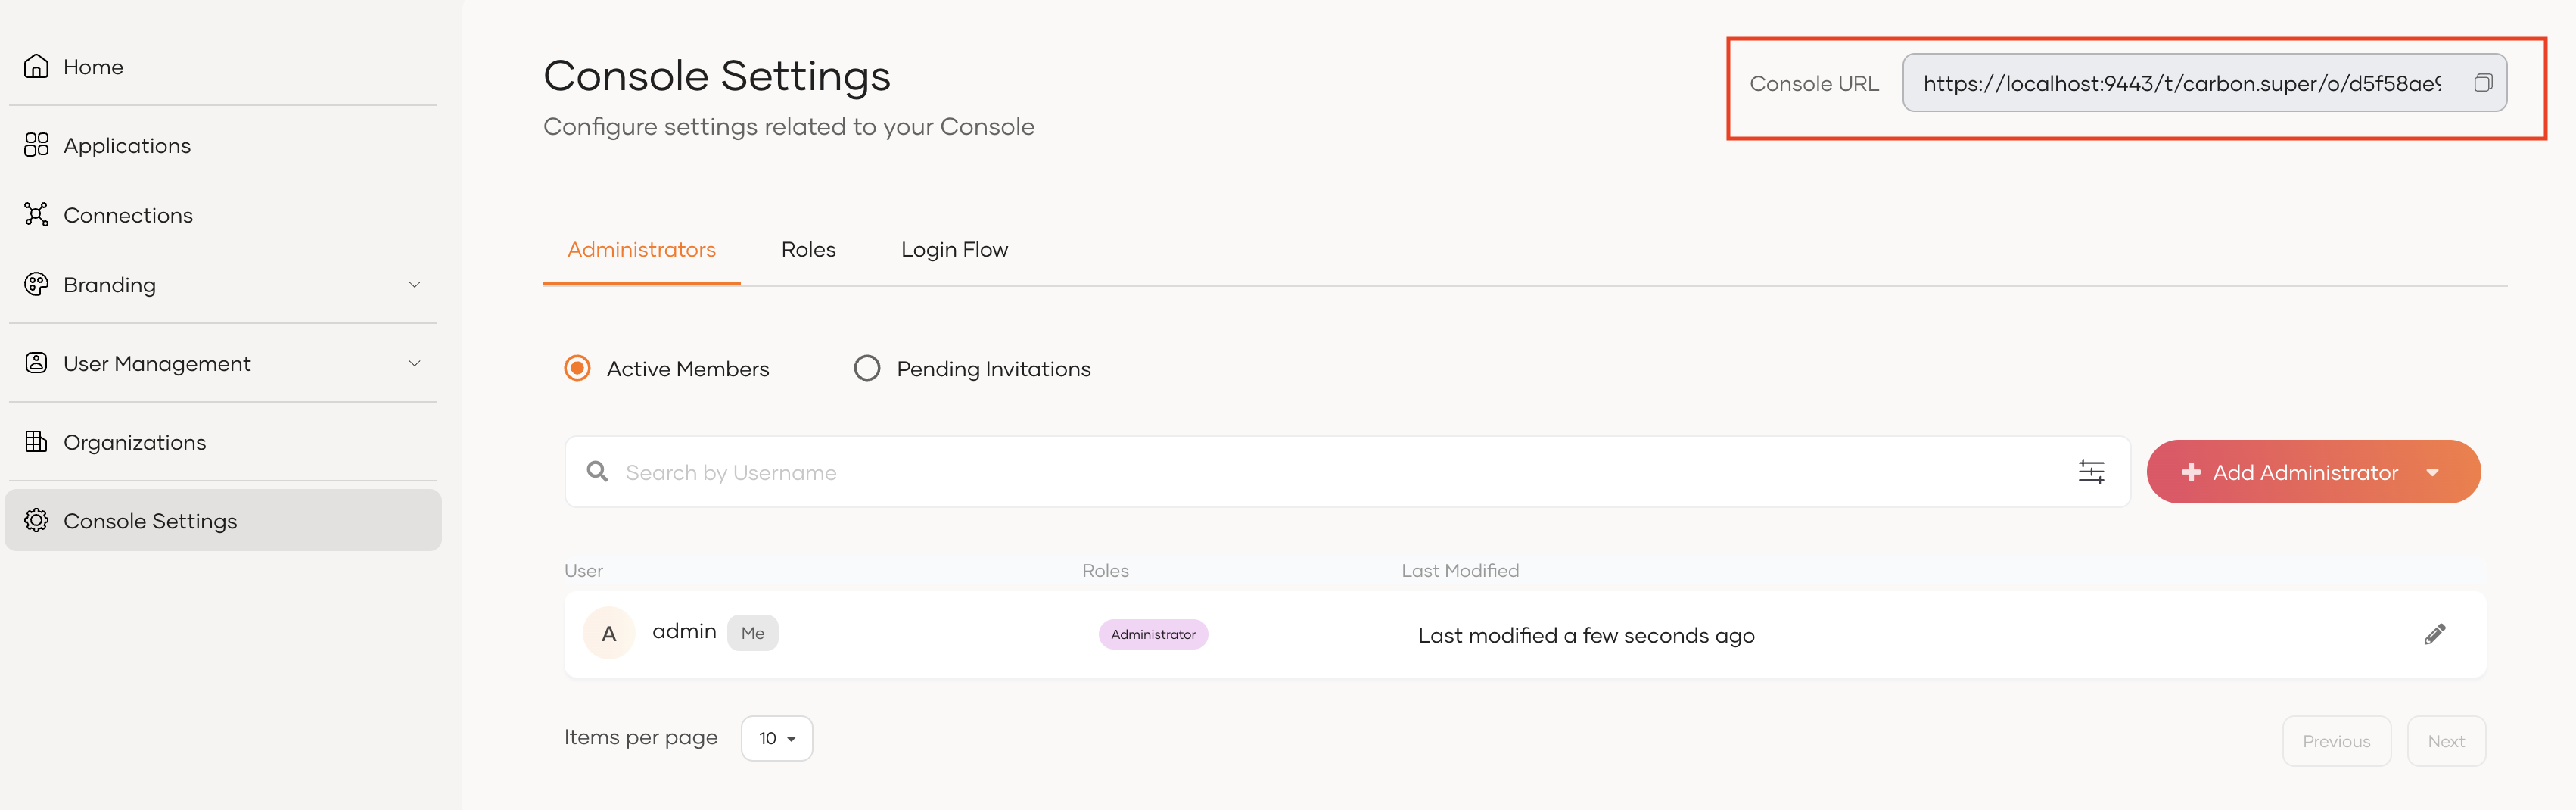 Home
Applications
Connections
Branding
User Management
Organizations
Console Settings
Console Settings
Configure settings related to your Console
Console URL
https://localhost:9443/t/carbon.super/o/d5f58ae9
Administrators
Roles
Login Flow
Active Members
Pending Invitations
Search by Username
Add Administrator
User Roles Last Modified
A admin Me Administrator Last modified a few seconds ago
Items per page 10
Previous Next